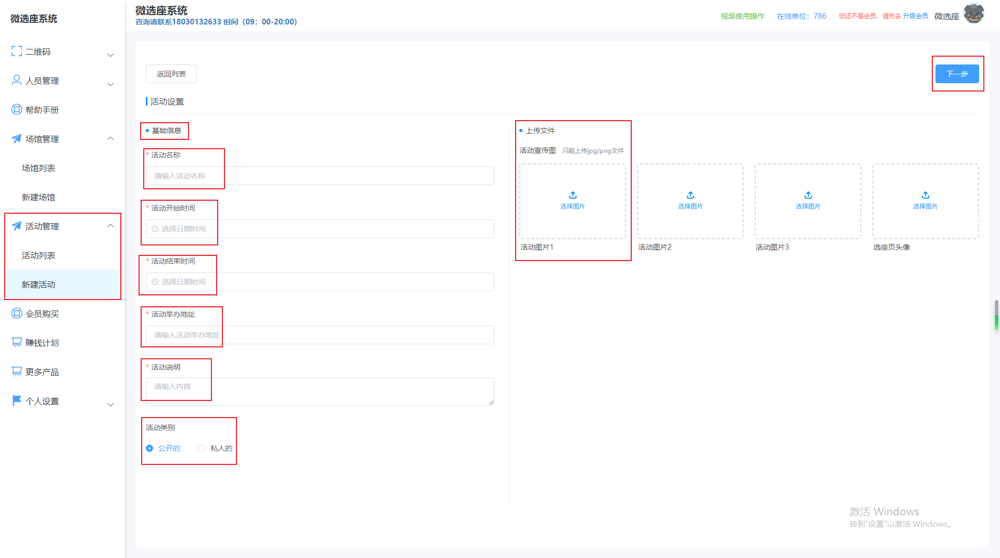 微选座系统
二维码
人员管理
帮助手册
场馆管理
场馆列表
新建场馆
活动管理
活动列表
新建活动
会员购买
赚钱计划
更多产品
个人设置
微选座系统
咨询请联系18030132633 时间（09：00-20:00）
视频使用操作 在线单位：786 您还不是会员，请先去 升级会员 微选座
返回列表
下一步
活动设置
基础信息
* 活动名称
请输入活动名称
* 活动开始时间
选择日期时间
* 活动结束时间
选择日期时间
* 活动举办地址
请输入活动举办地址
* 活动说明
请输入内容
活动类别
公开的 私人的
上传文件
活动宣传图 只能上传jpg/png文件
选择图片 选择图片 选择图片 选择图片
活动图片1 活动图片2 活动图片3 选座页头像
激活 Windows
转到"设置"以激活 Windows。